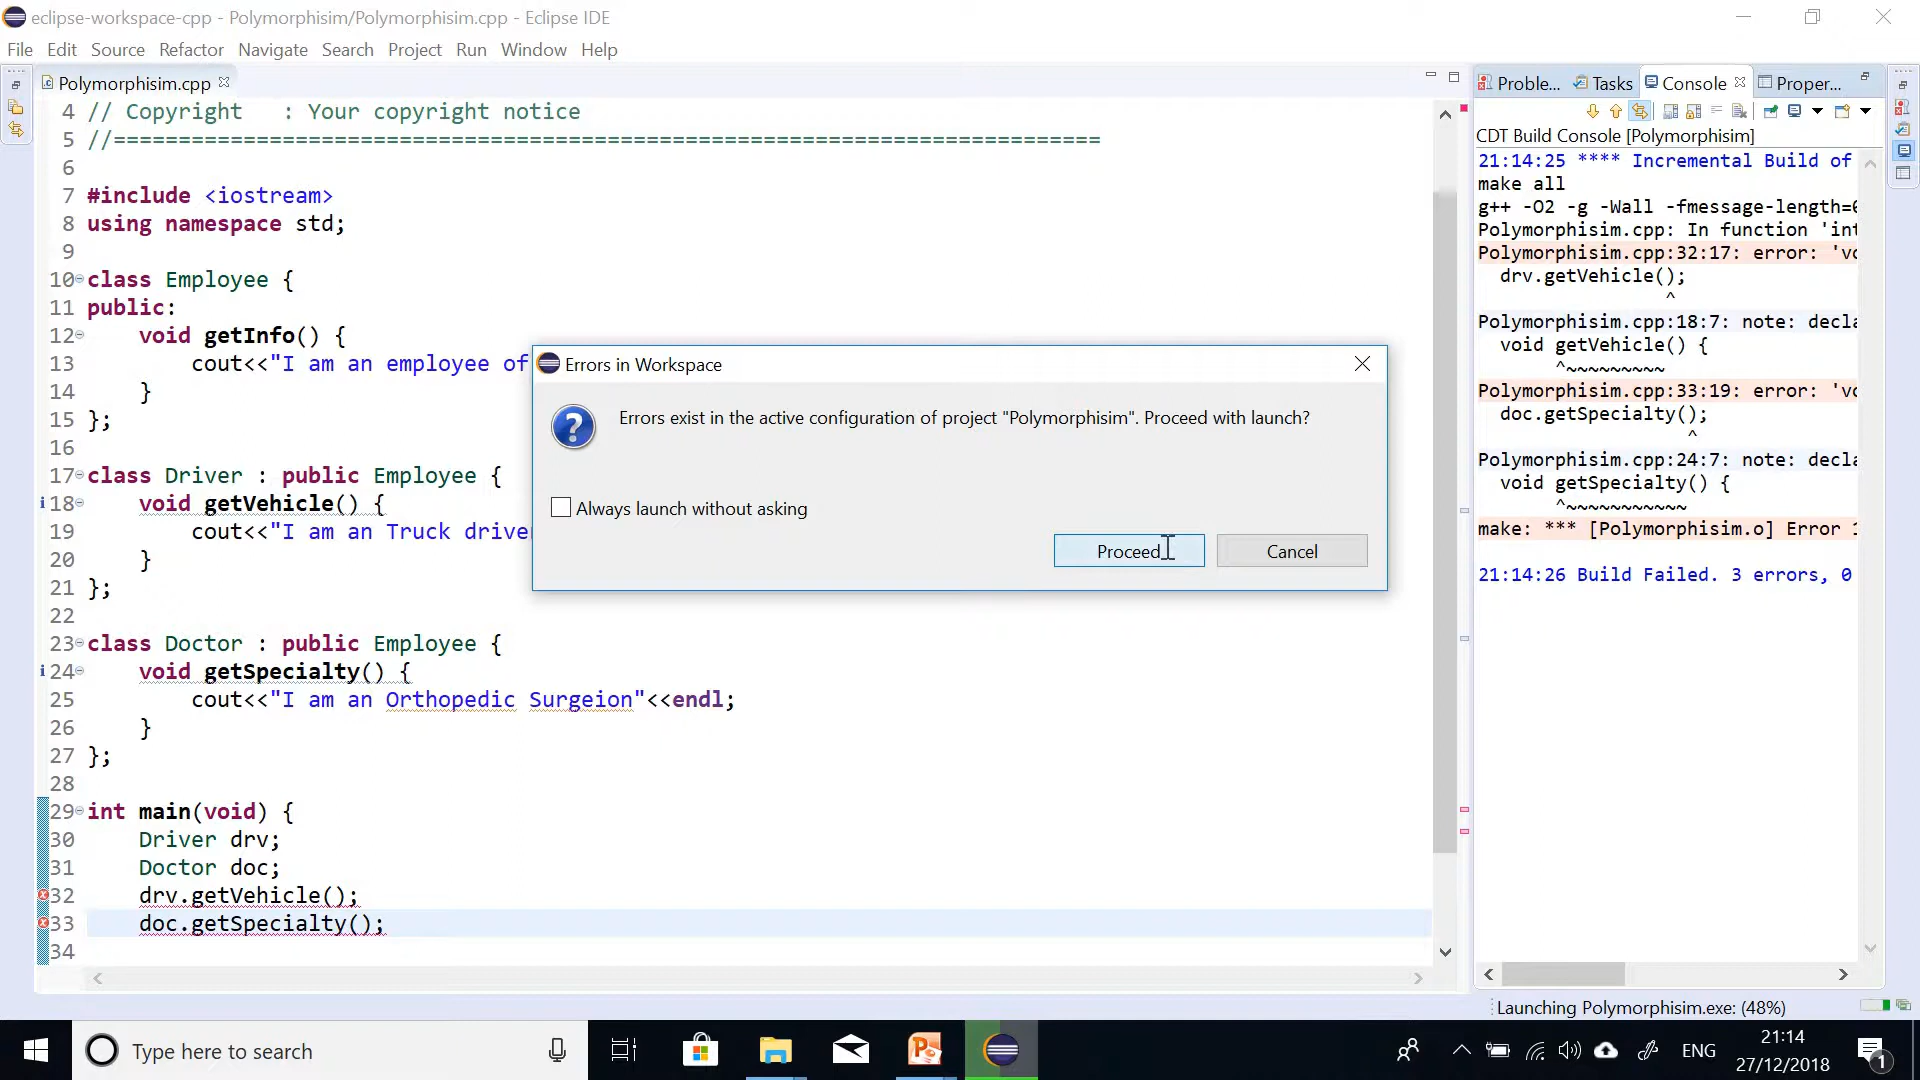 eclipse-workspace-cpp - Polymorphisim/Polymorphisim.cpp - Eclipse IDE
File Edit Source Refactor Navigate Search Project Run Window Help
Polymorphisim.cpp
4 // Copyright   : Your copyright notice
5 //============================================================================
6
7 #include <iostream>
8 using namespace std;
9
10 class Employee {
11 public:
12     void getInfo() {
13         cout<<"I am an employee of
14     }
15 };
16
17 class Driver : public Employee {
18     void getVehicle() {
19         cout<<"I am an Truck driver
20     }
21 };
22
23 class Doctor : public Employee {
24     void getSpecialty() {
25         cout<<"I am an Orthopedic Surgeion"<<endl;
26     }
27 };
28
29 int main(void) {
30     Driver drv;
31     Doctor doc;
32     drv.getVehicle();
33     doc.getSpecialty();
34
Errors in Workspace
Errors exist in the active configuration of project "Polymorphisim". Proceed with launch?
Always launch without asking
Proceed Cancel
Proble... Tasks Console Proper...
CDT Build Console [Polymorphisim]
21:14:25 **** Incremental Build of
make all
g++ -O2 -g -Wall -fmessage-length=0
Polymorphisim.cpp: In function 'int
Polymorphisim.cpp:32:17: error: 'vo
drv.getVehicle();
^
Polymorphisim.cpp:18:7: note: decla
void getVehicle() {
^~~~~~~~~~
Polymorphisim.cpp:33:19: error: 'vo
doc.getSpecialty();
^
Polymorphisim.cpp:24:7: note: decla
void getSpecialty() {
^~~~~~~~~~~~
make: *** [Polymorphisim.o] Error 1
21:14:26 Build Failed. 3 errors, 0
Launching Polymorphisim.exe: (48%)
Type here to search
ENG
21:14
27/12/2018
1